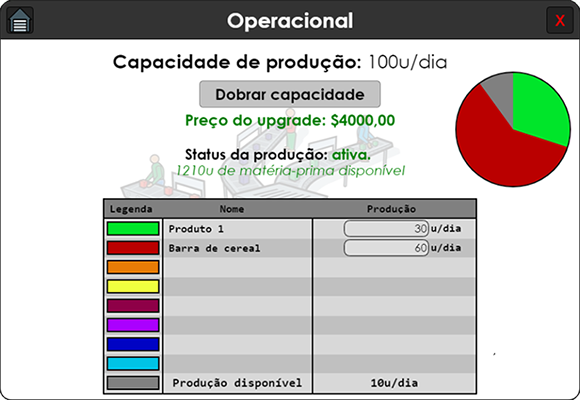 Operacional
X
Capacidade de produção: 100u/dia
Dobrar capacidade
Preço do upgrade: $4000,00
Status da produção: ativa.
1210u de matéria-prima disponível
Legenda Nome Produção
Produto 1 30 u/dia
Barra de cereal 60 u/dia
Produção disponível 10u/dia